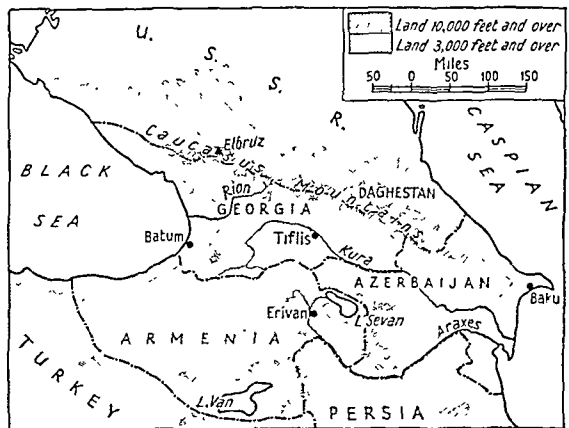 Land 10,000 feet and over
Land 3,000 feet and over
Miles
50 0 50 100 150
U. S. S. R.
Caucasus Mountains
Elbruz
CASPIAN SEA
BLACK SEA
Rion
DAGHESTAN
GEORGIA
Batum
Tiflis
Kura
AZERBAIJAN
Baku
Erivan
L. Sevan
Araxes
ARMENIA
TURKEY
L. Van
PERSIA